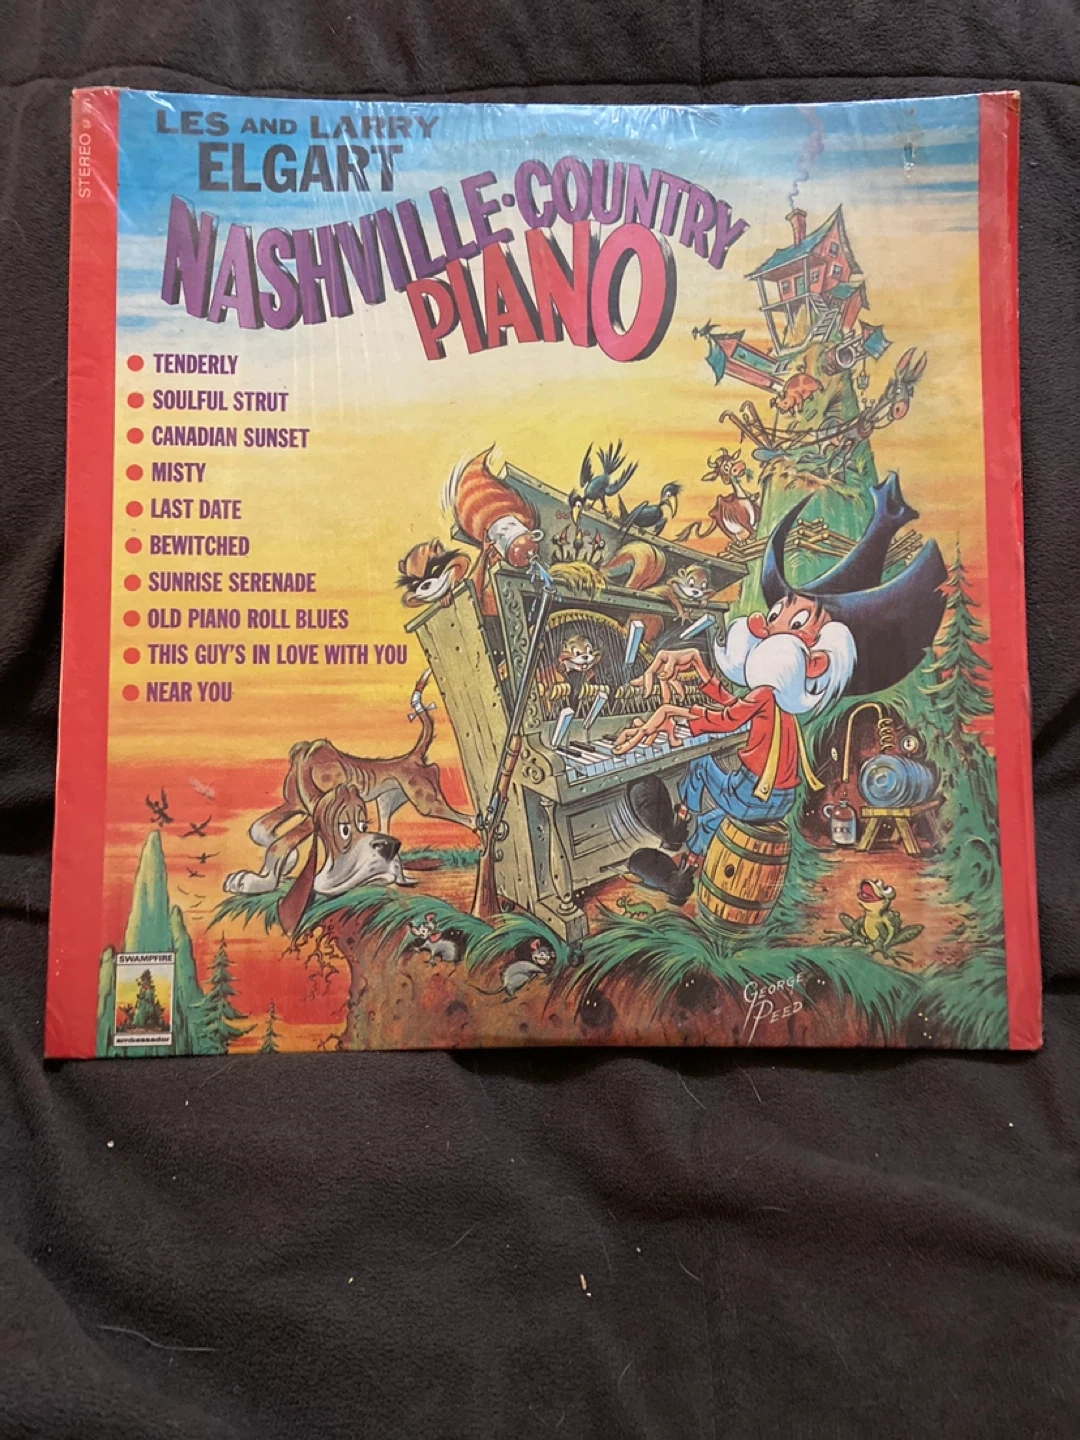 STEREO
LES AND LARRY
ELGART
NASHVILLE·COUNTRY
PIANO
TENDERLY
SOULFUL STRUT
CANADIAN SUNSET
MISTY
LAST DATE
BEWITCHED
SUNRISE SERENADE
OLD PIANO ROLL BLUES
THIS GUY'S IN LOVE WITH YOU
NEAR YOU
XXX
SWAMPFIRE
ambassador
GEORGE
PEED